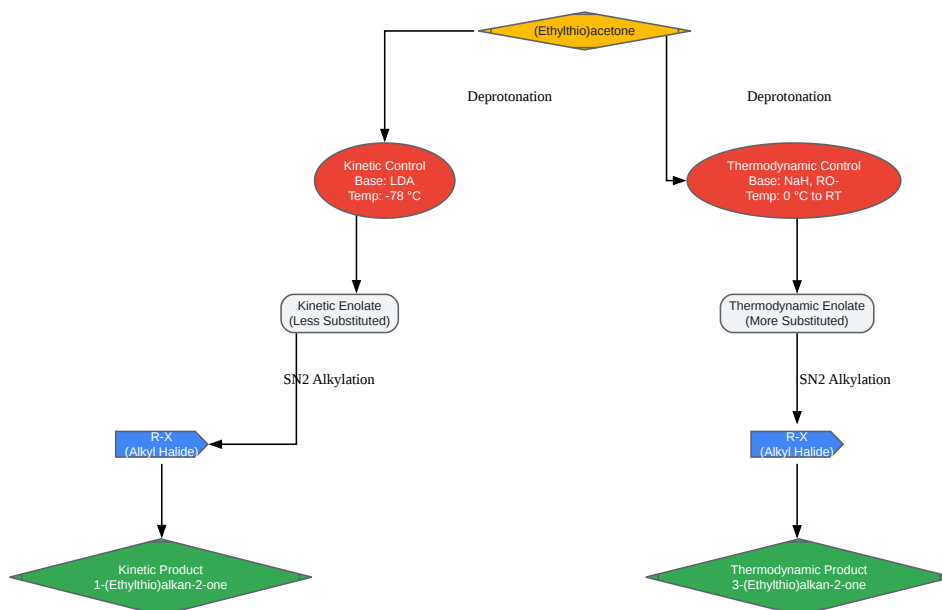 (Ethylthio)acetone
Deprotonation
Deprotonation
Kinetic Control
Base: LDA
Temp: -78 °C
Thermodynamic Control
Base: NaH, RO-
Temp: 0 °C to RT
Kinetic Enolate
(Less Substituted)
Thermodynamic Enolate
(More Substituted)
SN2 Alkylation
SN2 Alkylation
R-X
(Alkyl Halide)
R-X
(Alkyl Halide)
Kinetic Product
1-(Ethylthio)alkan-2-one
Thermodynamic Product
3-(Ethylthio)alkan-2-one